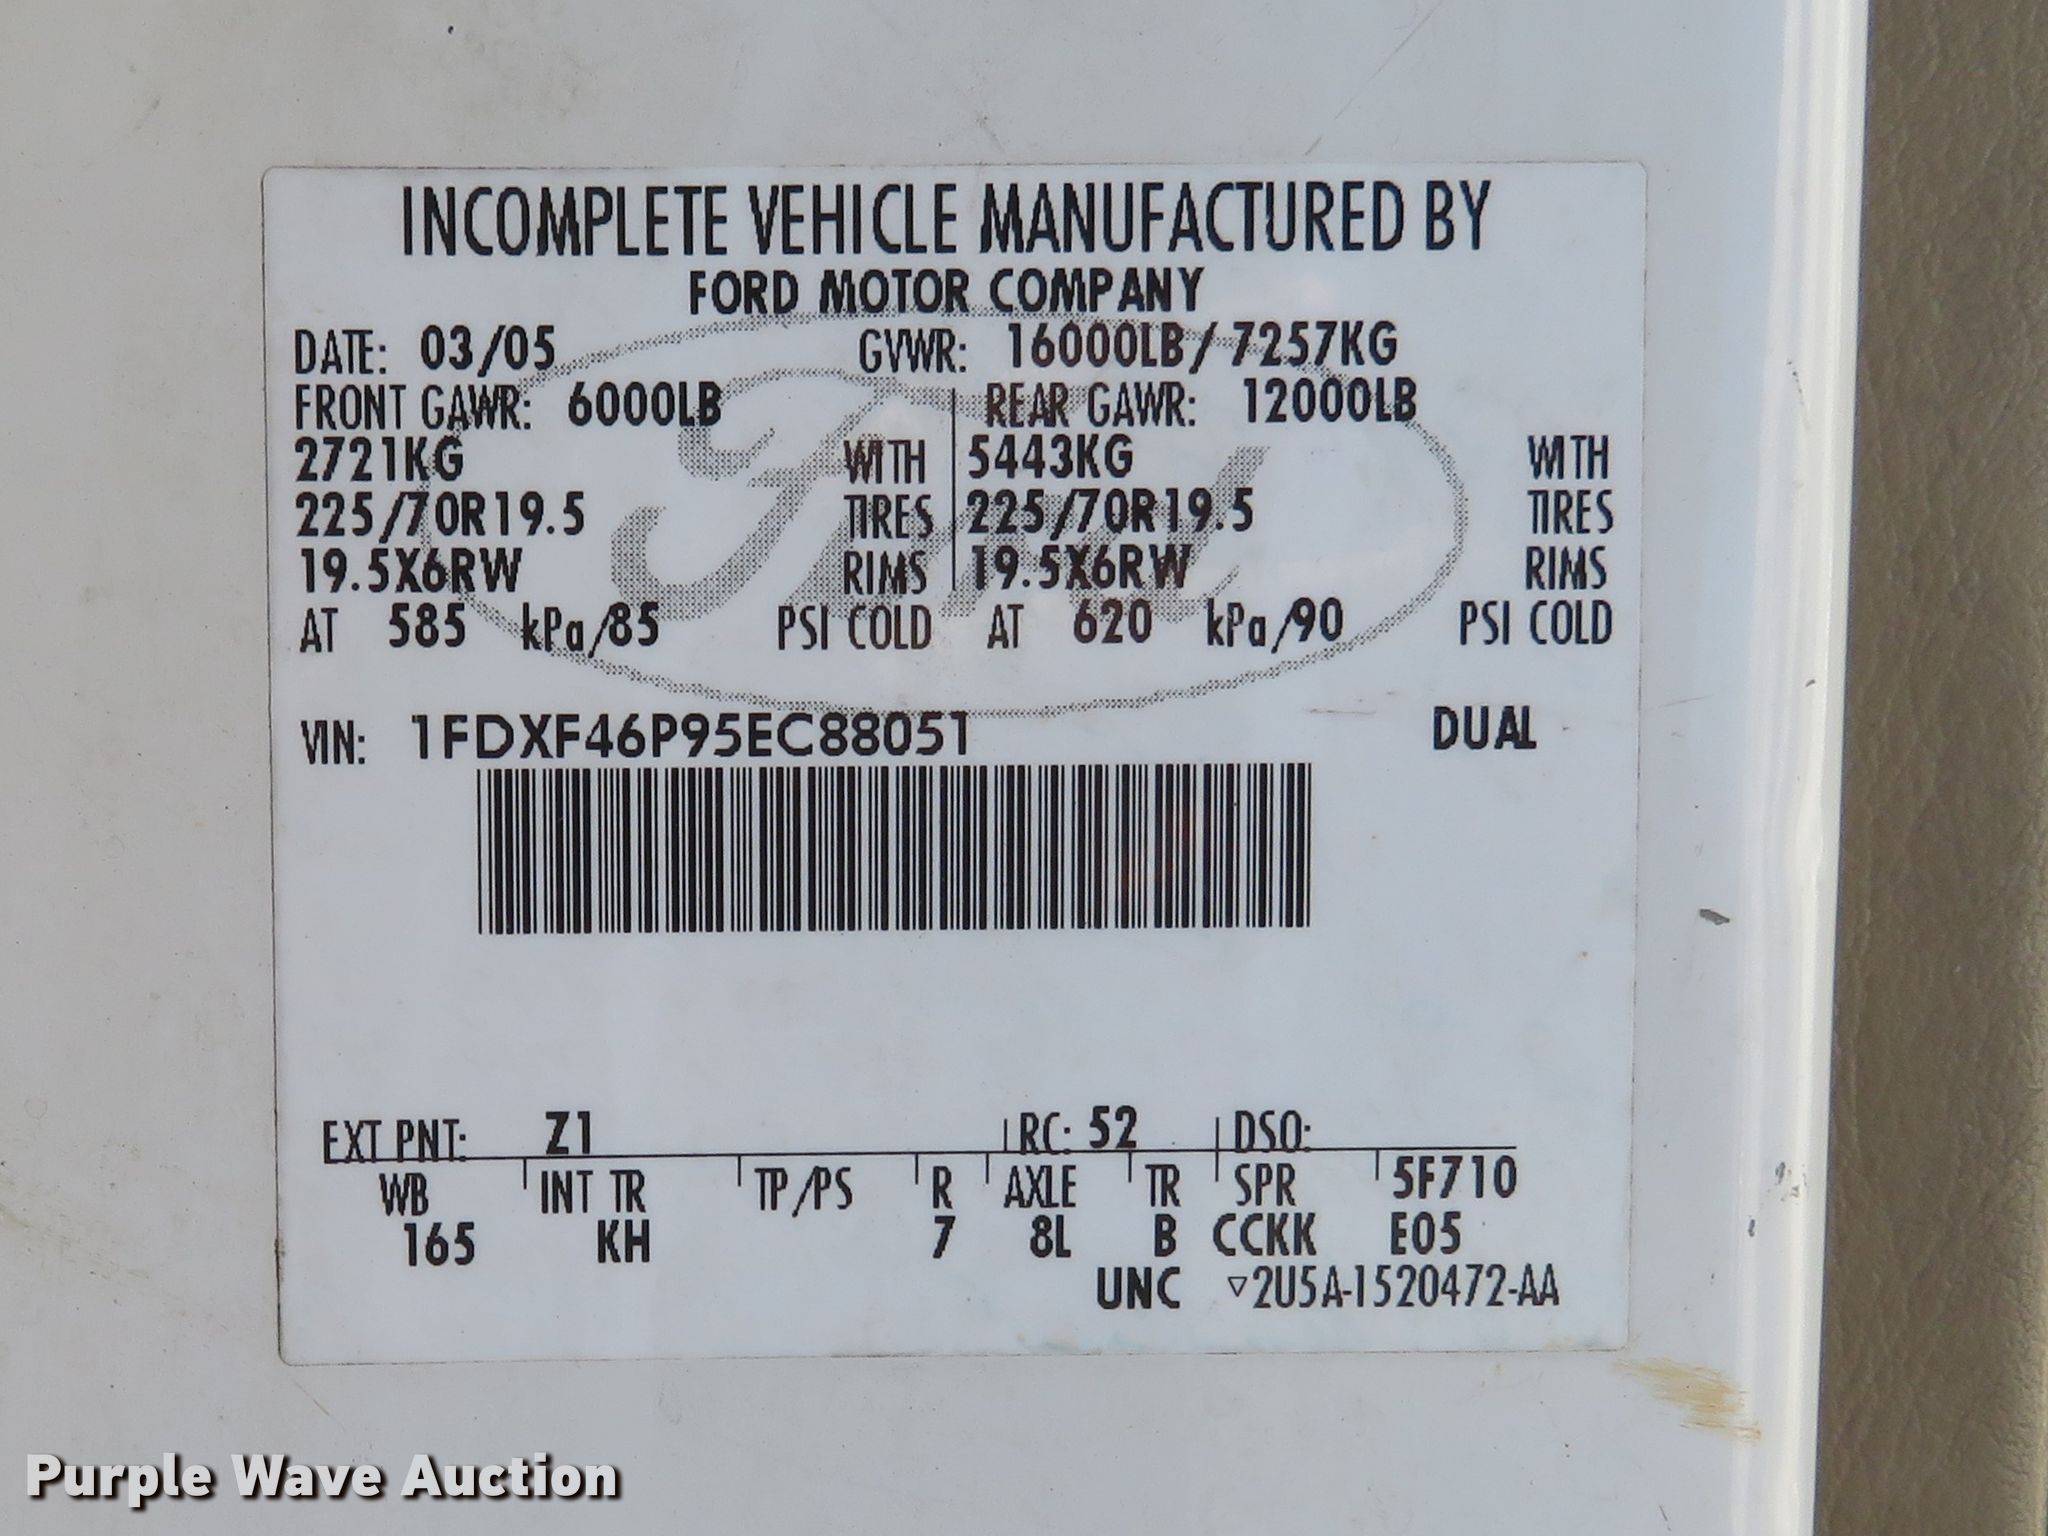 INCOMPLETE VEHICLE MANUFACTURED BY
FORD MOTOR COMPANY
DATE: 03/05 GVWR: 16000LB/7257KG
FRONT GAWR: 6000LB REAR GAWR: 12000LB
2721KG WITH 5443KG WITH
225/70R19.5 TIRES 225/70R19.5 TIRES
19.5X6RW RIMS 19.5X6RW RIMS
AT 585 kPa/85 PSI COLD AT 620 kPa/90 PSI COLD
VIN: 1FDXF46P95EC88051 DUAL
EXT PNT: Z1 RC: 52 DSO:
WB INT TR TP/PS R AXLE TR SPR 5F710
165 KH 7 8L B CCKK E05
UNC ▽2U5A-1520472-AA
Ford
Purple Wave Auction